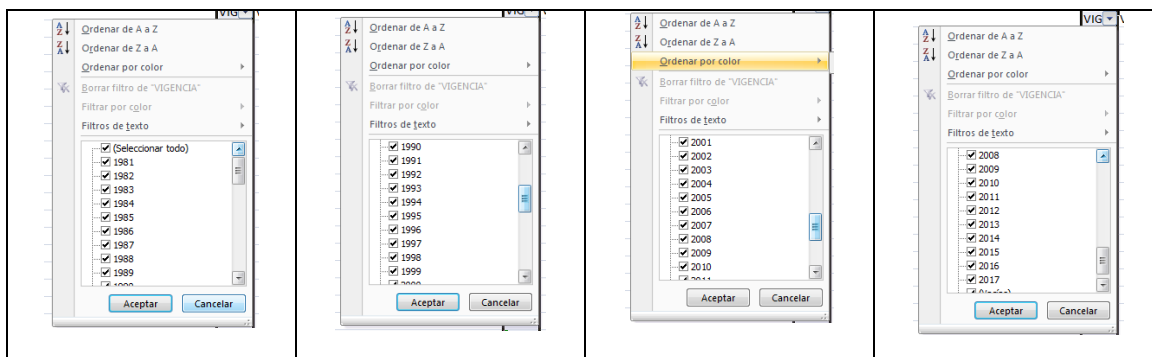 VIG
Ordenar de A a Z
Ordenar de Z a A
Ordenar por color
Borrar filtro de "VIGENCIA"
Filtrar por color
Filtros de texto
(Seleccionar todo)
1981
1982
1983
1984
1985
1986
1987
1988
1989
1990
Aceptar Cancelar
VIG
Ordenar de A a Z
Ordenar de Z a A
Ordenar por color
Borrar filtro de "VIGENCIA"
Filtrar por color
Filtros de texto
1990
1991
1992
1993
1994
1995
1996
1997
1998
1999
2000
Aceptar Cancelar
Ordenar de A a Z
Ordenar de Z a A
Ordenar por color
Borrar filtro de "VIGENCIA"
Filtrar por color
Filtros de texto
2001
2002
2003
2004
2005
2006
2007
2008
2009
2010
2011
Aceptar Cancelar
VIG
Ordenar de A a Z
Ordenar de Z a A
Ordenar por color
Borrar filtro de "VIGENCIA"
Filtrar por color
Filtros de texto
2008
2009
2010
2011
2012
2013
2014
2015
2016
2017
(Vacías)
Aceptar Cancelar